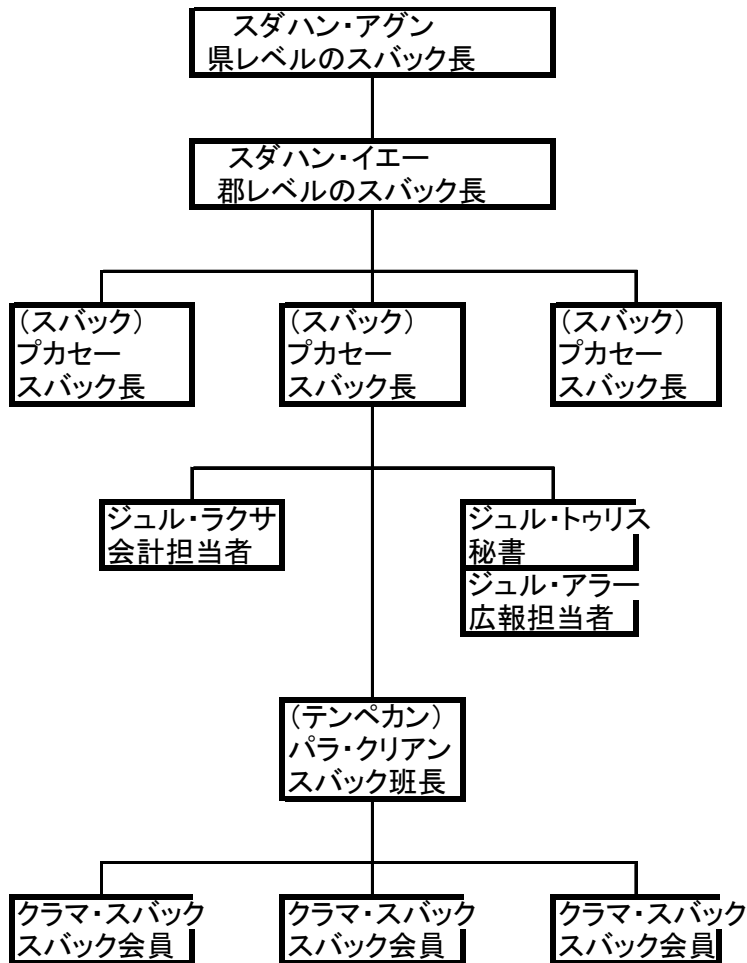 スダハン・アグン
県レベルのスバック長
スダハン・イエー
郡レベルのスバック長
(スバック)
プカセー
スバック長
(スバック)
プカセー
スバック長
(スバック)
プカセー
スバック長
ジュル・ラクサ
会計担当者
ジュル・トゥリス
秘書
ジュル・アラー
広報担当者
(テンペカン)
パラ・クリアン
スバック班長
クラマ・スバック
スバック会員
クラマ・スバック
スバック会員
クラマ・スバック
スバック会員